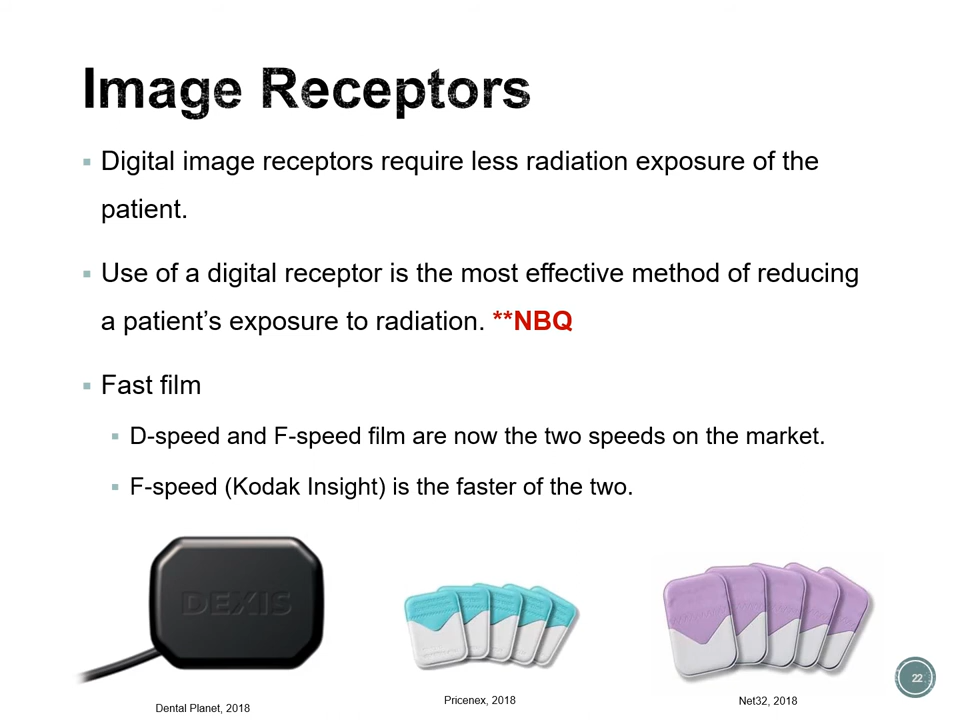 Image Receptors
Digital image receptors require less radiation exposure of the
patient.
Use of a digital receptor is the most effective method of reducing
a patient’s exposure to radiation. **NBQ
Fast film
D-speed and F-speed film are now the two speeds on the market.
F-speed (Kodak Insight) is the faster of the two.
DEXIS
Dental Planet, 2018
Pricenex, 2018
Net32, 2018
22